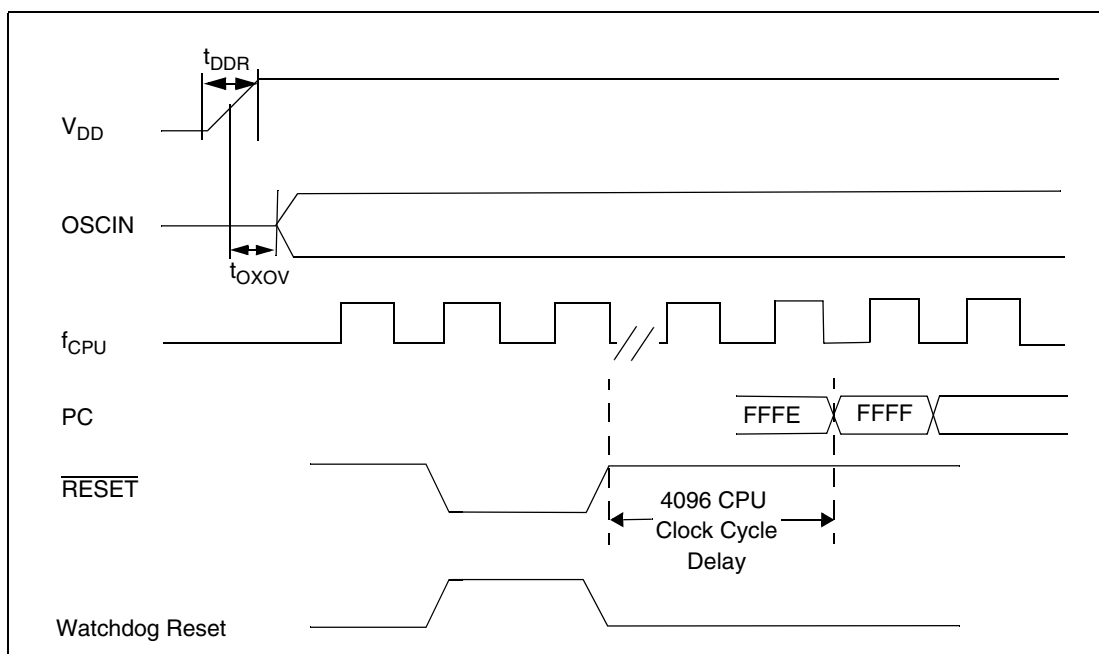 tDDR
VDD
OSCIN
tOXOV
fCPU
PC
FFFE
FFFF
RESET
4096 CPU
Clock Cycle
Delay
Watchdog Reset